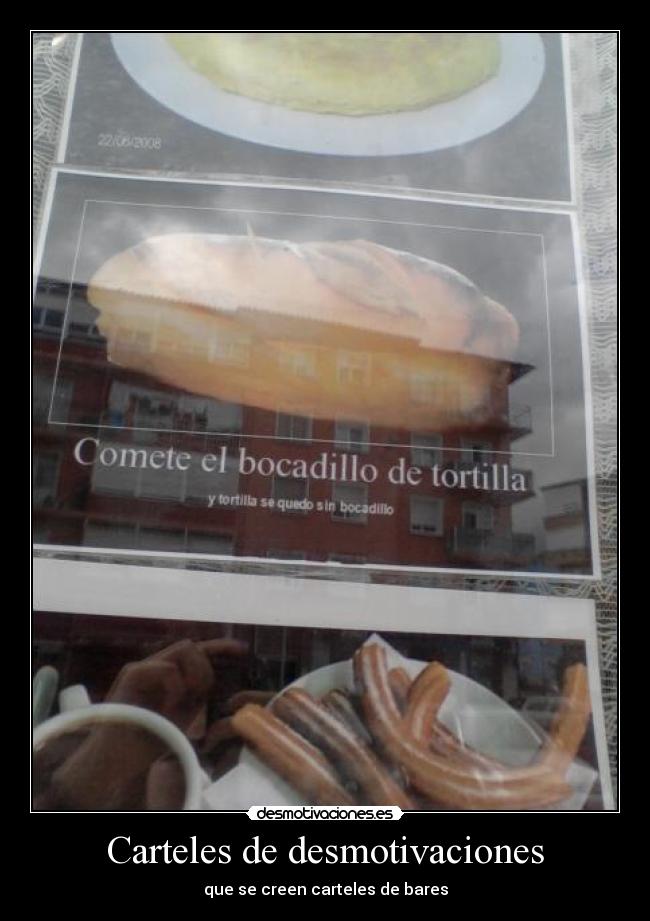 22/06/2008
Comete el bocadillo de tortilla
y tortilla se quedo sin bocadillo
desmotivaciones.es
Carteles de desmotivaciones
que se creen carteles de bares